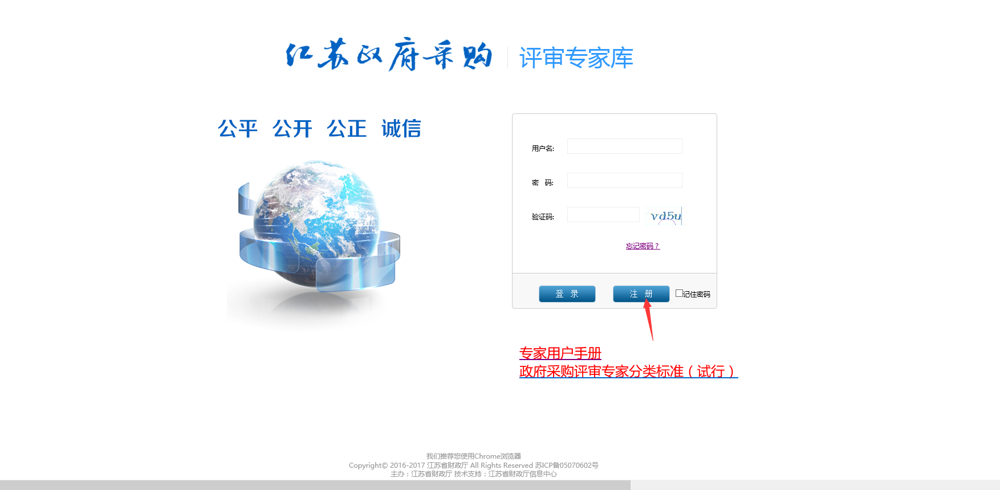 江苏政府采购 评审专家库
公平 公开 公正 诚信
用户名:
密 码:
验证码: vd5u
忘记密码？
登 录 注 册 记住密码
专家用户手册
政府采购评审专家分类标准（试行）
我们推荐您使用Chrome浏览器
Copyright© 2016-2017 江苏省财政厅 All Rights Reserved 苏ICP备05070602号
主办：江苏省财政厅 技术支持：江苏省财政厅信息中心